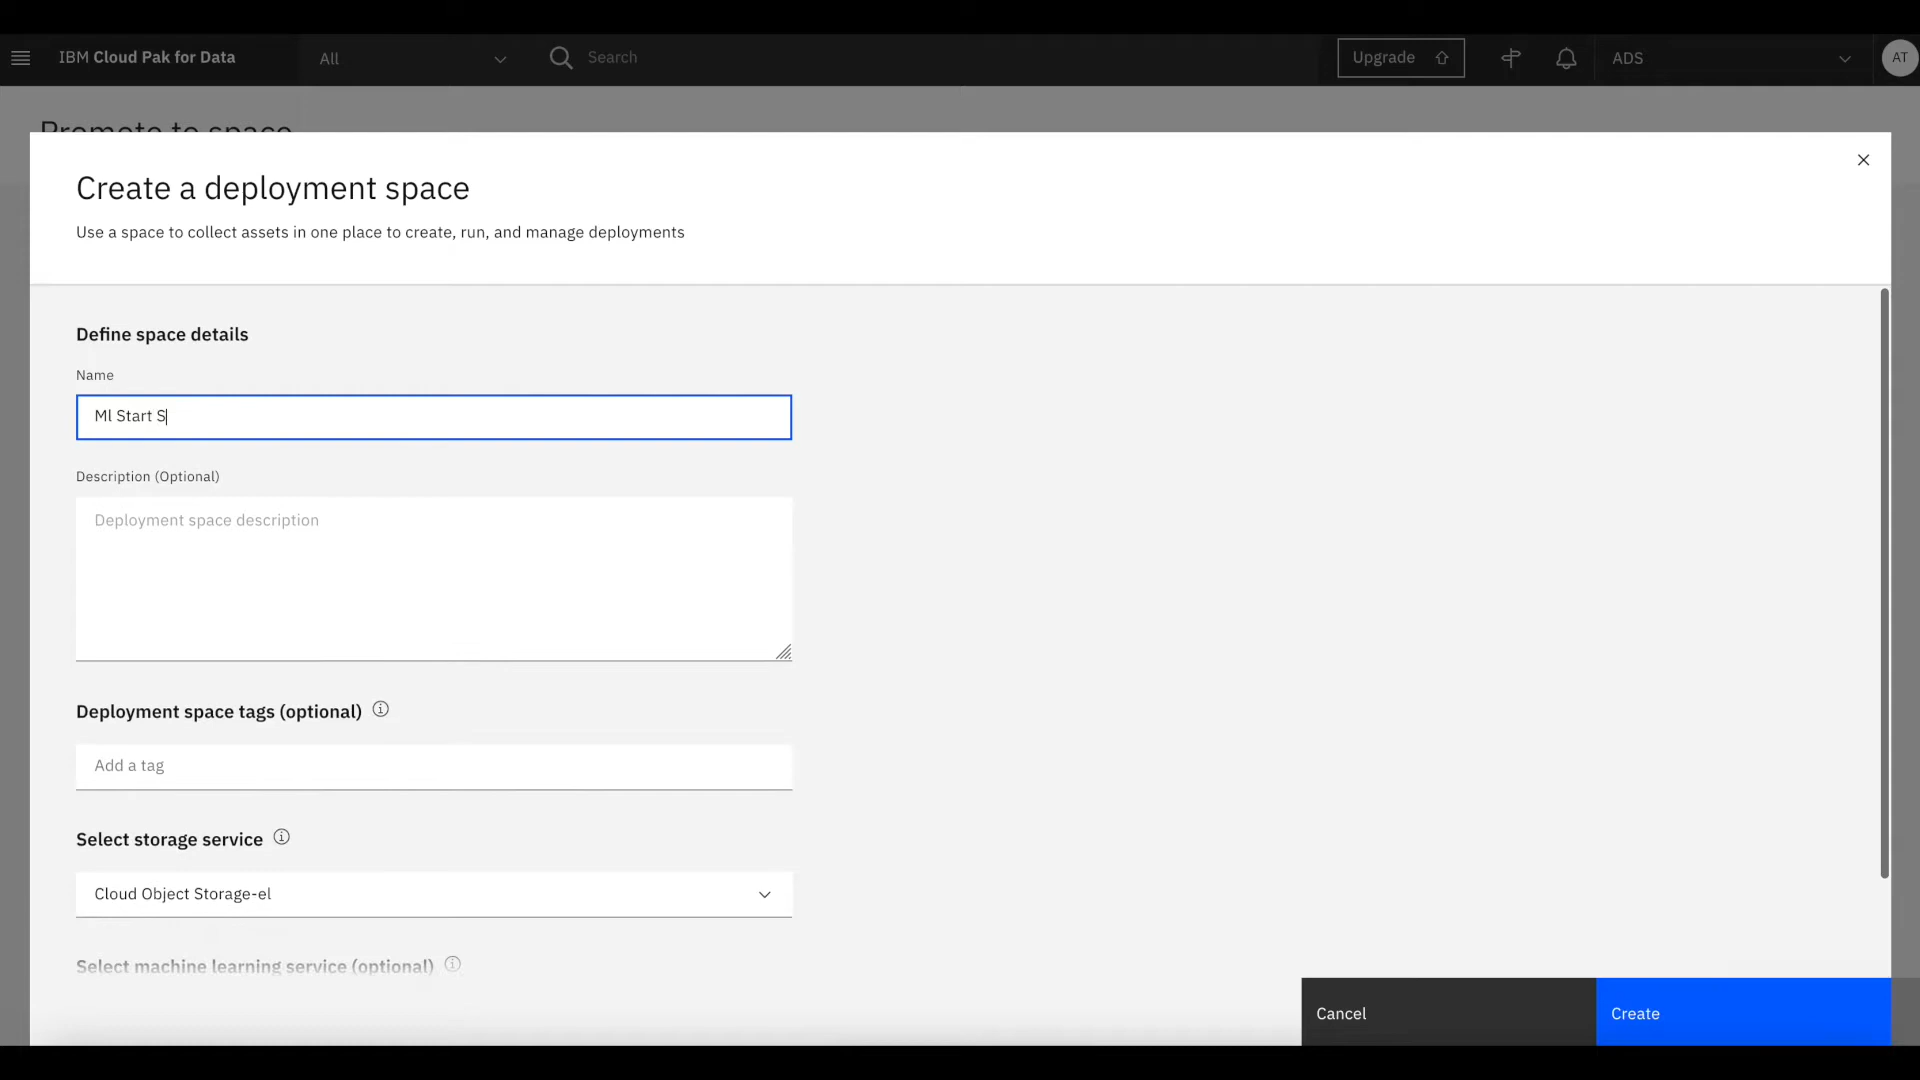 IBM Cloud Pak for Data
All
Search
Upgrade
ADS
AT
Promote to space
Create a deployment space
Use a space to collect assets in one place to create, run, and manage deployments
Define space details
Name
Ml Start S
Description (Optional)
Deployment space description
Deployment space tags (optional)
Add a tag
Select storage service
Cloud Object Storage-el
Select machine learning service (optional)
Cancel
Create